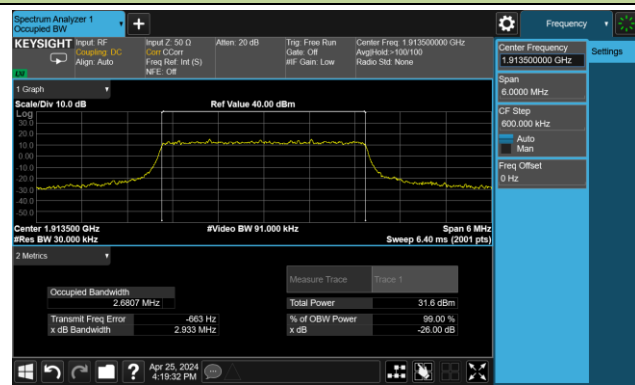 Spectrum Analyzer 1
Occupied BW
Frequency
KEYSIGHT
Input: RF
Coupling: DC
Align: Auto
Input Z: 50 Ω
Corr CCorr
Freq Ref: Int (S)
NFE: Off
Atten: 20 dB
Trig: Free Run
Gate: Off
#IF Gain: Low
Center Freq: 1.913500000 GHz
Avg|Hold:>100/100
Radio Std: None
Center Frequency
1.913500000 GHz
Settings
Span
6.0000 MHz
CF Step
600.000 kHz
Auto
Man
Freq Offset
0 Hz
1 Graph
Scale/Div 10.0 dB
Ref Value 40.00 dBm
Log
30.0
20.0
10.0
0.00
-10.0
-20.0
-30.0
-40.0
-50.0
Center 1.913500 GHz
#Video BW 91.000 kHz
Span 6 MHz
#Res BW 30.000 kHz
Sweep 6.40 ms (2001 pts)
2 Metrics
Measure Trace
Trace 1
Occupied Bandwidth
2.6807 MHz
Total Power
31.6 dBm
Transmit Freq Error
-663 Hz
% of OBW Power
99.00 %
x dB Bandwidth
2.933 MHz
x dB
-26.00 dB
Apr 25, 2024
4:19:32 PM